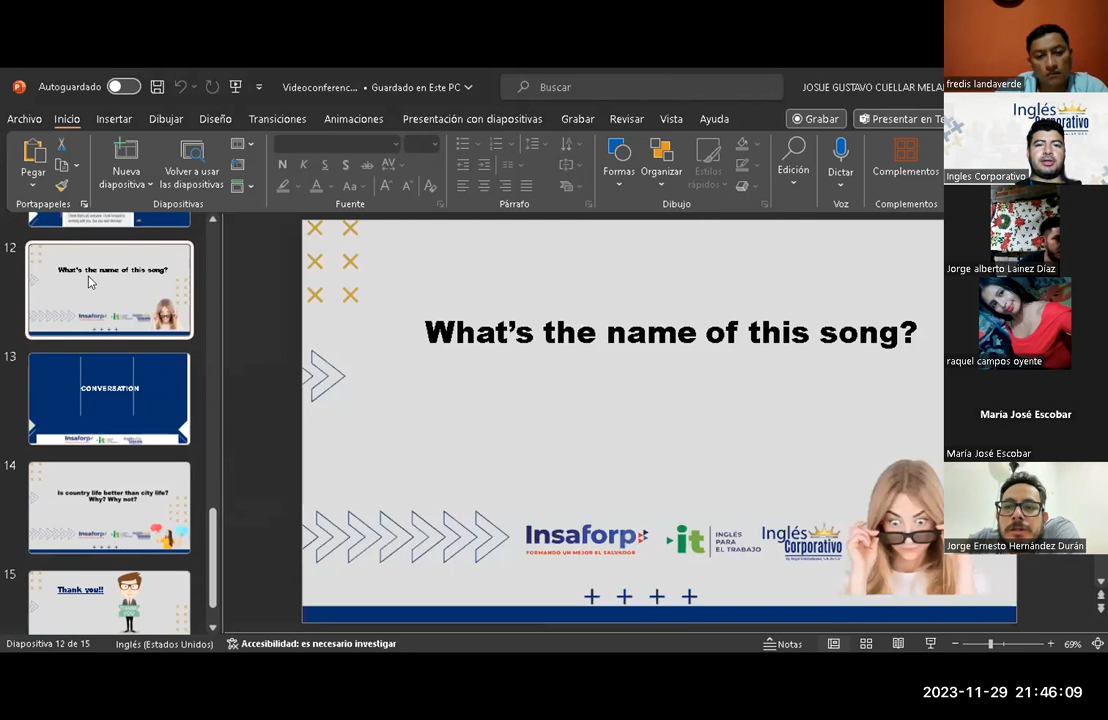 Autoguardado
Videoconferenc... • Guardado en Este PC
Buscar
JOSUE GUSTAVO CUELLAR MELA
Archivo Inicio Insertar Dibujar Diseño Transiciones Animaciones Presentación con diapositivas Grabar Revisar Vista Ayuda
Grabar
Presentar en Te
Pegar
Nueva diapositiva
Volver a usar las diapositivas
N K S S ab AV
Aa A A
Formas
Organizar
Estilos rápidos
Edición
Dictar
Complementos
Portapapeles
Diapositivas
Fuente
Párrafo
Dibujo
Voz
Complementos
12
What's the name of this song?
13
CONVERSATION
Insaforp
14
Is country life better than city life?
Why? Why not?
15
Thank you!!
What's the name of this song?
Insaforp
FORMANDO UN MEJOR EL SALVADOR
it
INGLÉS
PARA
EL TRABAJO
Inglés
Corporativo
Diapositiva 12 de 15
Inglés (Estados Unidos)
Accesibilidad: es necesario investigar
Notas
69%
fredis landaverde
Inglés
Corporativo
Ingles Corporativo
Jorge alberto Lainez Díaz
raquel campos oyente
María José Escobar
María José Escobar
Jorge Ernesto Hernández Durán
2023-11-29 21:46:09